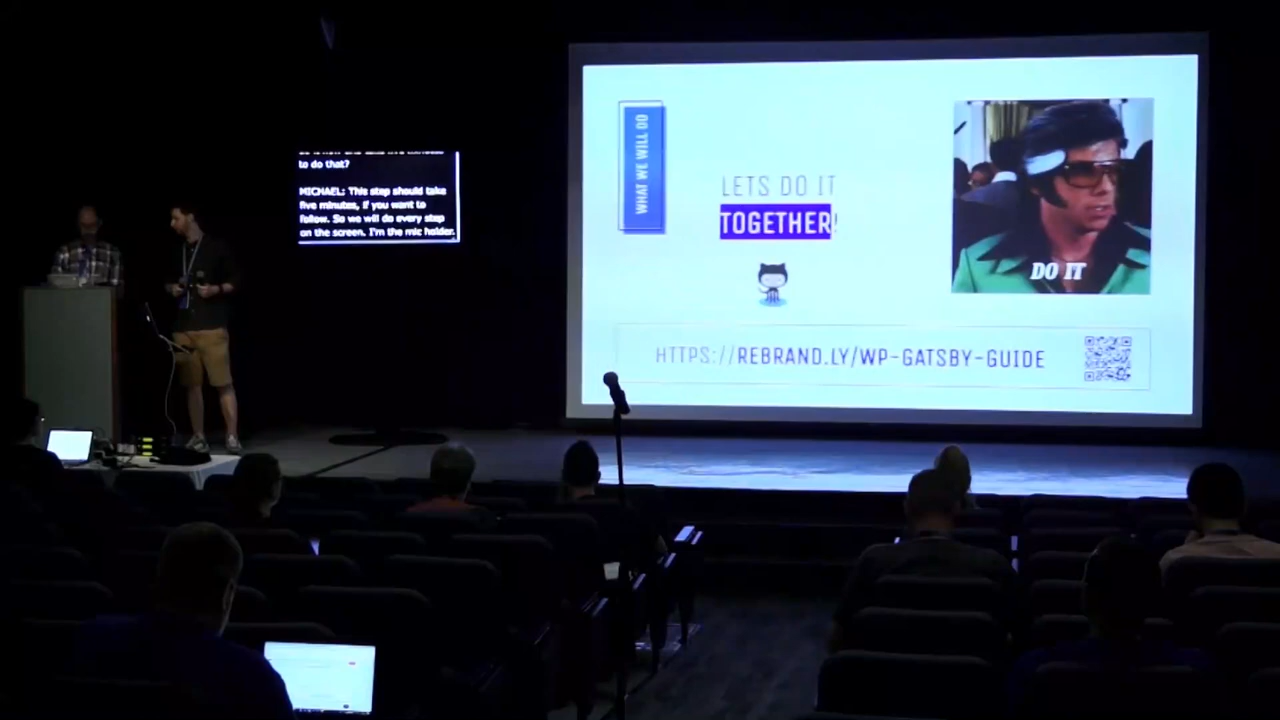 to do that?
MICHAEL: This step should take
five minutes, if you want to
follow. So we will do every step
on the screen. I'm the mic holder.
WHAT WE WILL DO
LETS DO IT
TOGETHER!
DO IT
HTTPS://REBRAND.LY/WP-GATSBY-GUIDE